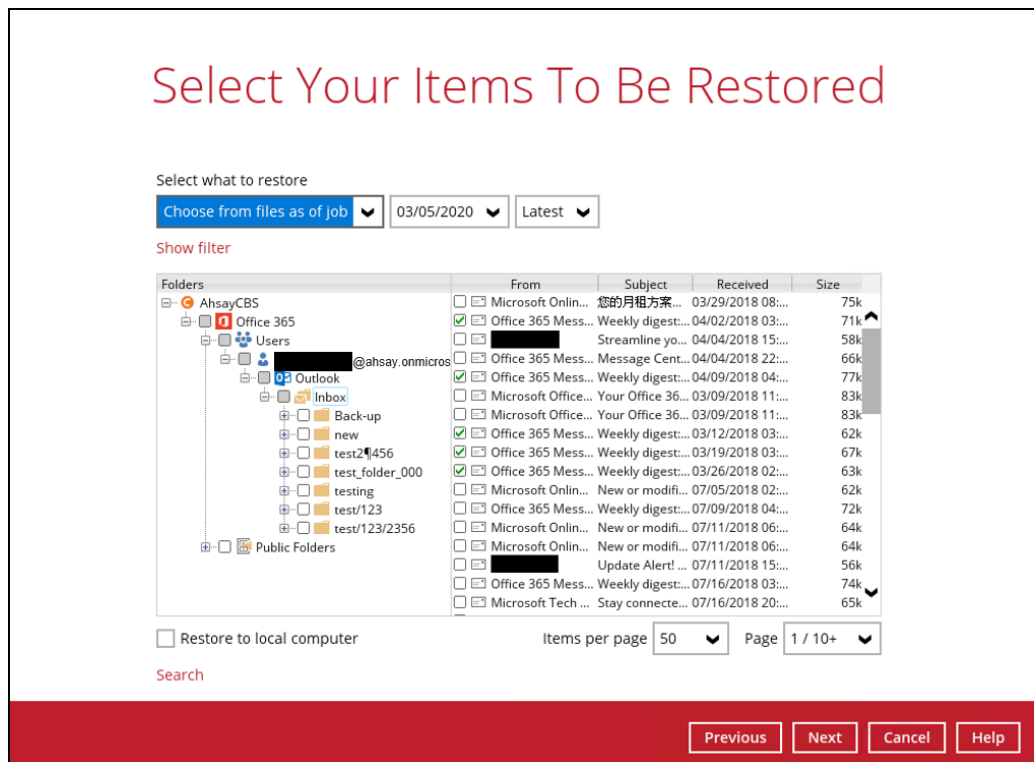 Select Your Items To Be Restored
Select what to restore
Choose from files as of job 03/05/2020 Latest
Show filter
Folders From Subject Received Size
AhsayCBS
Office 365
Users
@ahsay.onmicros
Outlook
Inbox
Back-up
new
test2¶456
test_folder_000
testing
test/123
test/123/2356
Public Folders
Microsoft Onlin... 您的月租方案... 03/29/2018 08:... 75k
Office 365 Mess... Weekly digest:... 04/02/2018 03:... 71k
Streamline yo... 04/04/2018 15:... 58k
Office 365 Mess... Message Cent... 04/04/2018 22:... 66k
Office 365 Mess... Weekly digest:... 04/09/2018 04:... 77k
Microsoft Office... Your Office 36... 03/09/2018 11:... 83k
Microsoft Office... Your Office 36... 03/09/2018 11:... 83k
Office 365 Mess... Weekly digest:... 03/12/2018 03:... 62k
Office 365 Mess... Weekly digest:... 03/19/2018 03:... 67k
Office 365 Mess... Weekly digest:... 03/26/2018 02:... 63k
Microsoft Onlin... New or modifi... 07/05/2018 02:... 62k
Office 365 Mess... Weekly digest:... 07/09/2018 04:... 72k
Microsoft Onlin... New or modifi... 07/11/2018 06:... 64k
Microsoft Onlin... New or modifi... 07/11/2018 06:... 64k
Update Alert! ... 07/11/2018 15:... 56k
Office 365 Mess... Weekly digest:... 07/16/2018 03:... 74k
Microsoft Tech ... Stay connecte... 07/16/2018 20:... 65k
Restore to local computer Items per page 50 Page 1 / 10+
Search
Previous Next Cancel Help